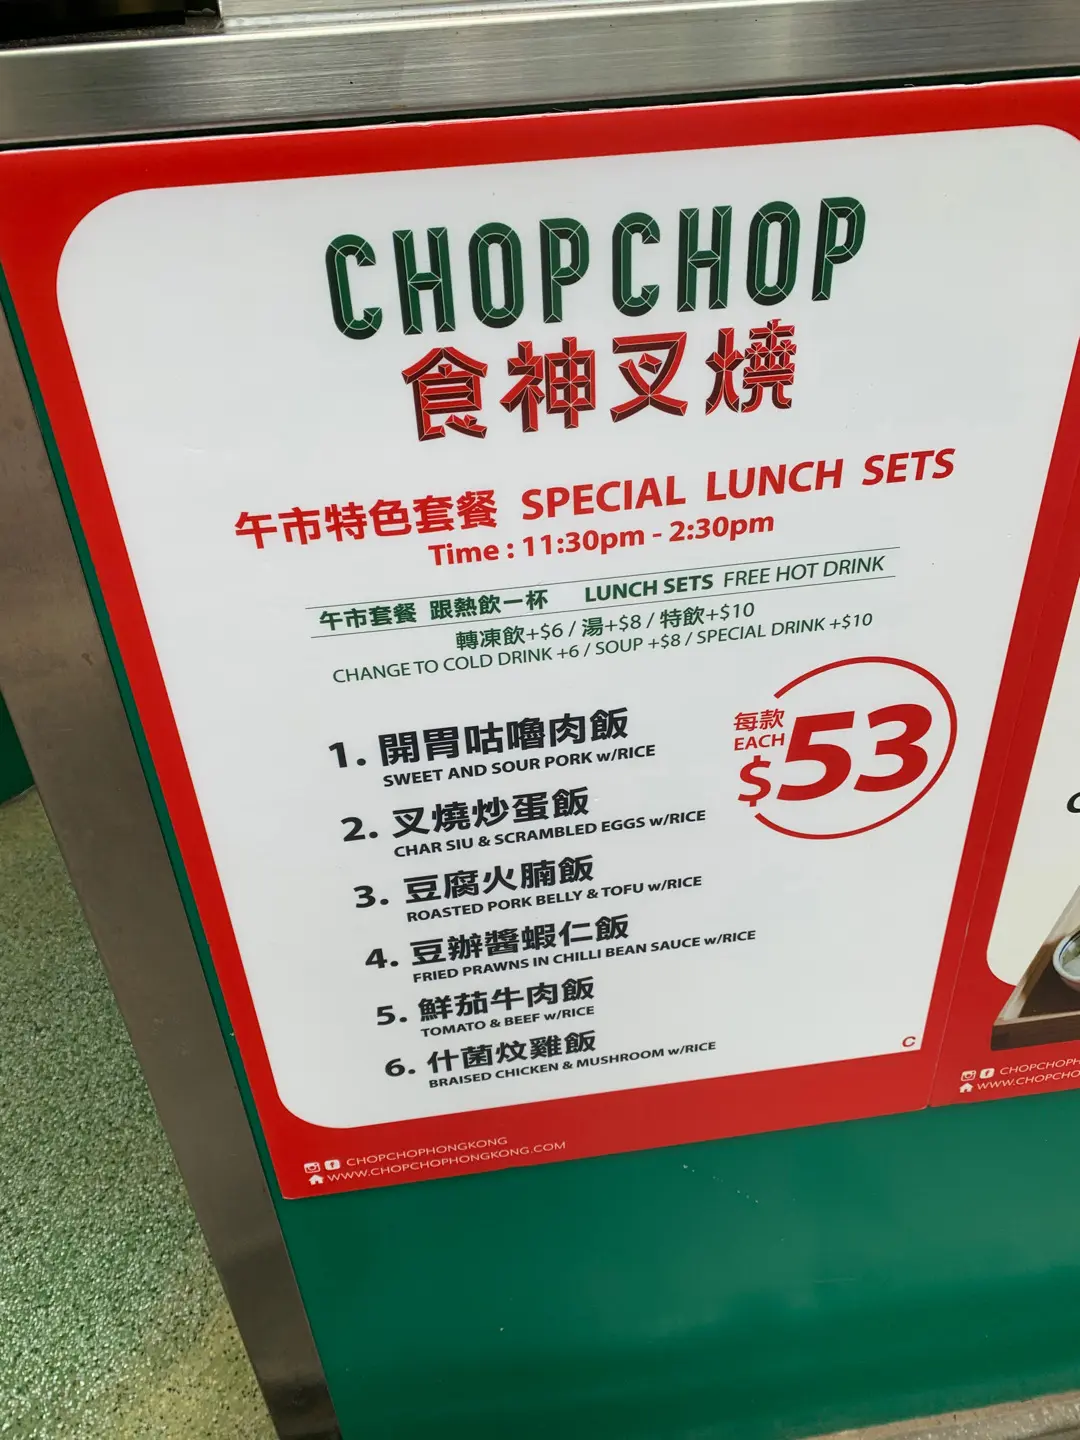 CHOPCHOP
食神叉燒
午市特色套餐 SPECIAL LUNCH SETS
Time : 11:30pm - 2:30pm
午市套餐 跟熱飲一杯 LUNCH SETS FREE HOT DRINK
轉凍飲+$6 / 湯+$8 / 特飲+$10
CHANGE TO COLD DRINK +6 / SOUP +$8 / SPECIAL DRINK +$10
每款
EACH
$53
1. 開胃咕嚕肉飯
SWEET AND SOUR PORK w/RICE
2. 叉燒炒蛋飯
CHAR SIU & SCRAMBLED EGGS w/RICE
3. 豆腐火腩飯
ROASTED PORK BELLY & TOFU w/RICE
4. 豆辦醬蝦仁飯
FRIED PRAWNS IN CHILLI BEAN SAUCE w/RICE
5. 鮮茄牛肉飯
TOMATO & BEEF w/RICE
6. 什菌炆雞飯
BRAISED CHICKEN & MUSHROOM w/RICE
C
CHOPCHOPHONGKONG
WWW.CHOPCHOPHONGKONG.COM